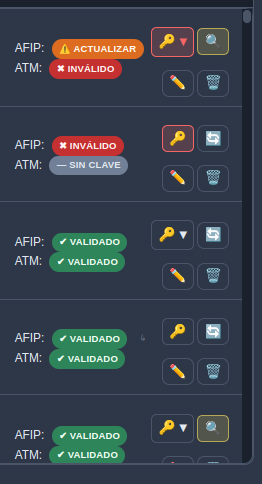 AFIP: ⚠ ACTUALIZAR
ATM: ✖ INVÁLIDO
AFIP: ✖ INVÁLIDO
ATM: — SIN CLAVE
AFIP: ✔ VALIDADO
ATM: ✔ VALIDADO
AFIP: ✔ VALIDADO
ATM: ✔ VALIDADO
AFIP: ✔ VALIDADO
ATM: ✔ VALIDADO